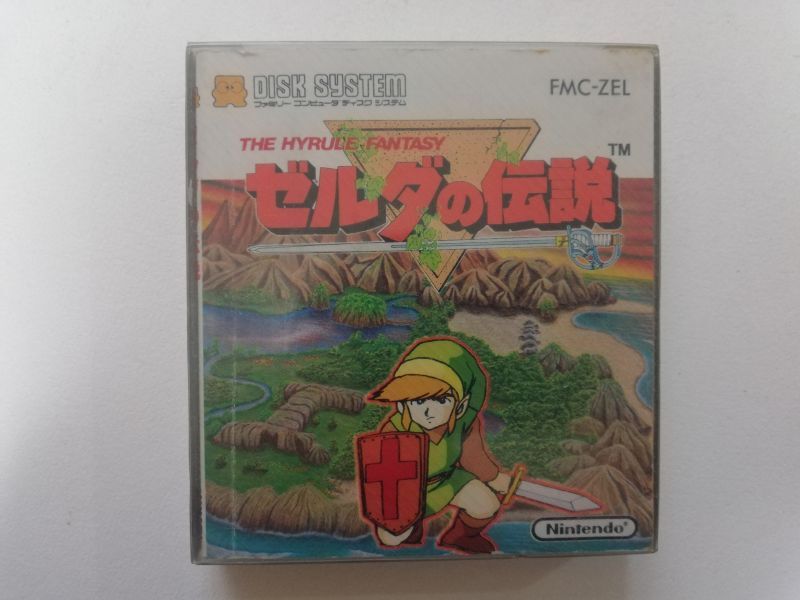 DISK SYSTEM
ファミリー コンピュータ ディスク システム
FMC-ZEL
THE HYRULE FANTASY
ゼルダの伝説
TM
Nintendo®